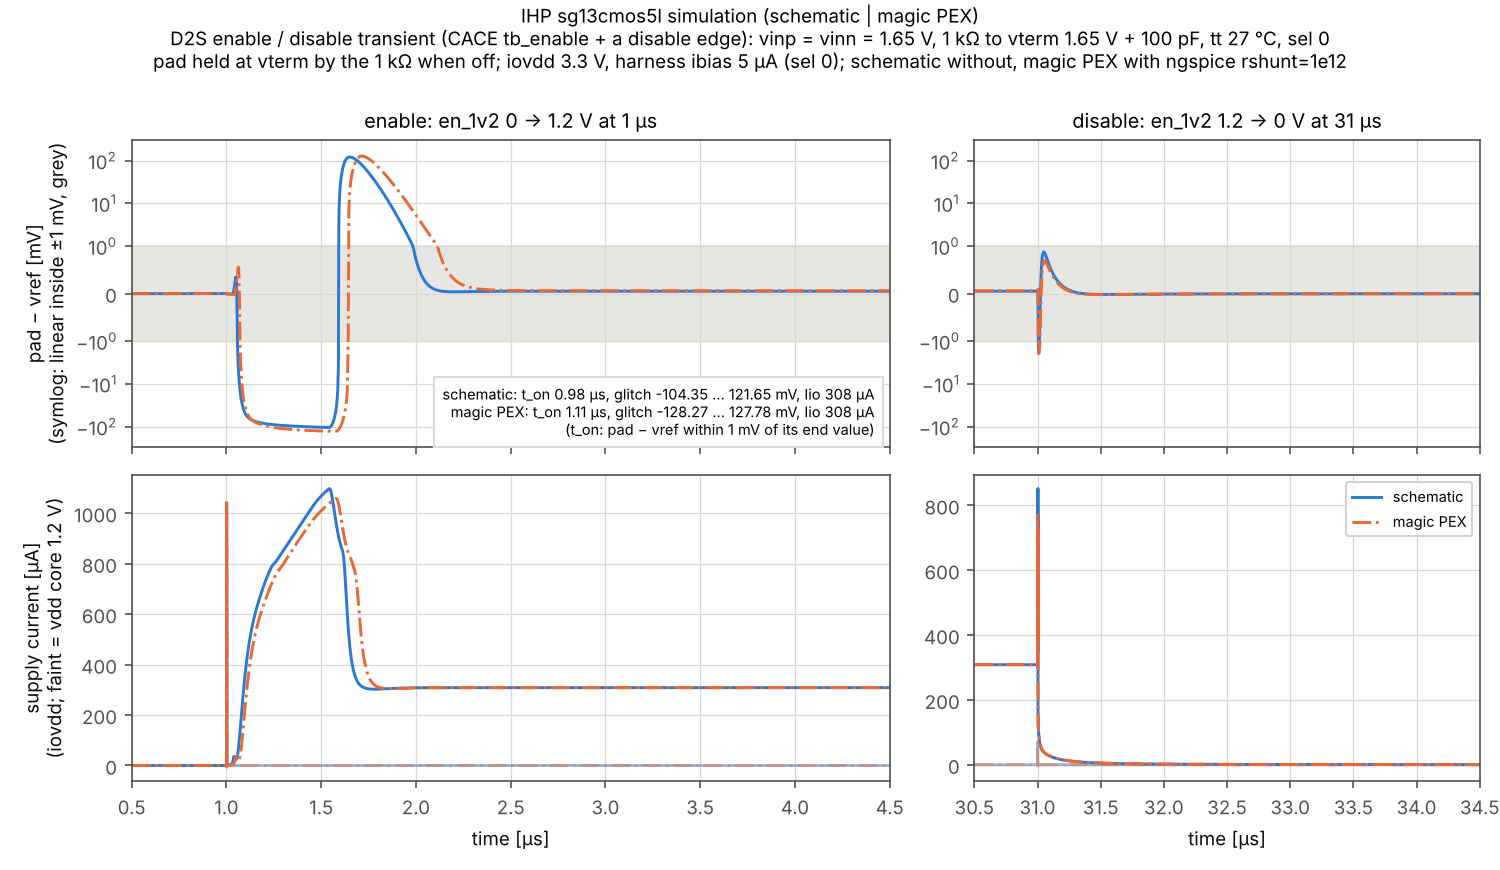 IHP sg13cmos5l simulation (schematic | magic PEX)
D2S enable / disable transient (CACE tb_enable + a disable edge): vinp = vinn = 1.65 V, 1 kΩ to vterm 1.65 V + 100 pF, tt 27 °C, sel 0
pad held at vterm by the 1 kΩ when off; iovdd 3.3 V, harness ibias 5 µA (sel 0); schematic without, magic PEX with ngspice rshunt=1e12
enable: en_1v2 0 → 1.2 V at 1 µs
pad − vref [mV]
(symlog: linear inside ±1 mV, grey)
10²
10¹
10⁰
0
−10⁰
−10¹
−10²
schematic: t_on 0.98 µs, glitch -104.35 ... 121.65 mV, Iio 308 µA
magic PEX: t_on 1.11 µs, glitch -128.27 ... 127.78 mV, Iio 308 µA
(t_on: pad − vref within 1 mV of its end value)
disable: en_1v2 1.2 → 0 V at 31 µs
10²
10¹
10⁰
0
−10⁰
−10¹
−10²
supply current [µA]
(iovdd; faint = vdd core 1.2 V)
1000
800
600
400
200
0
0.5 1.0 1.5 2.0 2.5 3.0 3.5 4.0 4.5
time [µs]
800
600
400
200
0
schematic
magic PEX
30.5 31.0 31.5 32.0 32.5 33.0 33.5 34.0 34.5
time [µs]